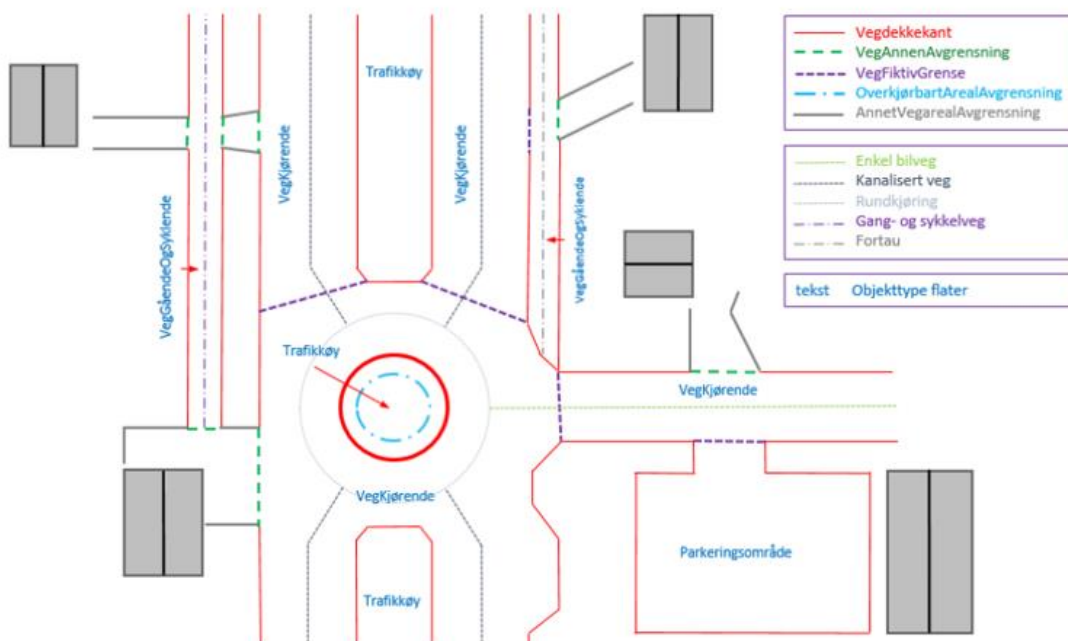 Vegdekkekant
VegAnnenAvgrensning
VegFiktivGrense
OverkjørbartArealAvgrensning
AnnetVegarealAvgrensning
Enkel bilveg
Kanalisert veg
Rundkjøring
Gang- og sykkelveg
Fortau
tekst Objekttype flater
Trafikkøy
VegKjørende
VegKjørende
VegGåendeOgSyklende
VegGåendeOgSyklende
Trafikkøy
VegKjørende
VegKjørende
Parkeringsområde
Trafikkøy